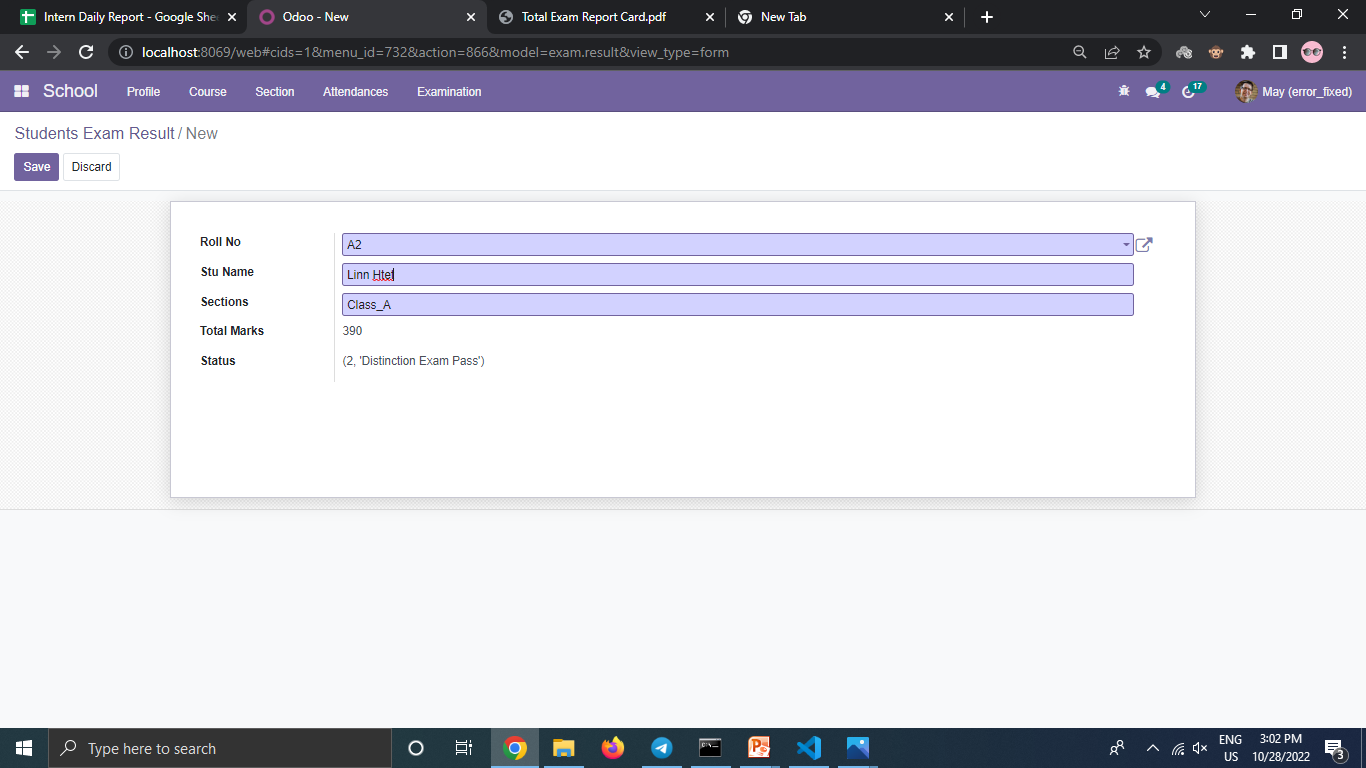 Intern Daily Report - Google She
Odoo - New
Total Exam Report Card.pdf
New Tab
localhost:8069/web#cids=1&menu_id=732&action=866&model=exam.result&view_type=form
School Profile Course Section Attendances Examination 4 17 May (error_fixed)
Students Exam Result / New
Save Discard
Roll No A2
Stu Name Linn Htet
Sections Class_A
Total Marks 390
Status (2, 'Distinction Exam Pass')
Type here to search
ENG
US
3:02 PM
10/28/2022
3